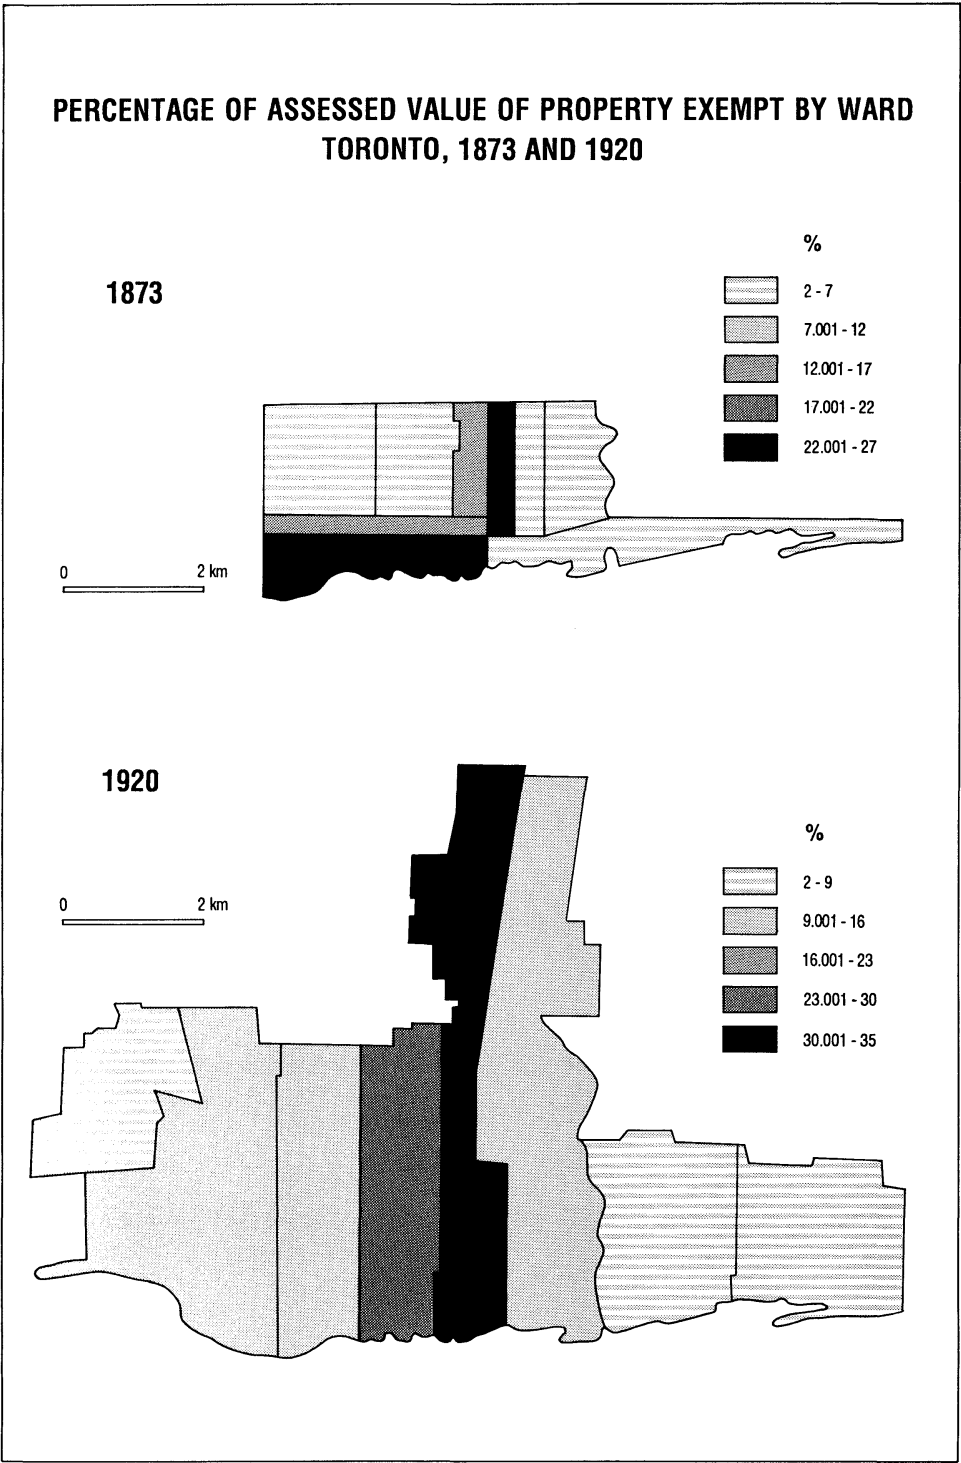 PERCENTAGE OF ASSESSED VALUE OF PROPERTY EXEMPT BY WARD
TORONTO, 1873 AND 1920
1873
%
2 - 7
7.001 - 12
12.001 - 17
17.001 - 22
22.001 - 27
0 2 km
1920
%
2 - 9
9.001 - 16
16.001 - 23
23.001 - 30
30.001 - 35
0 2 km